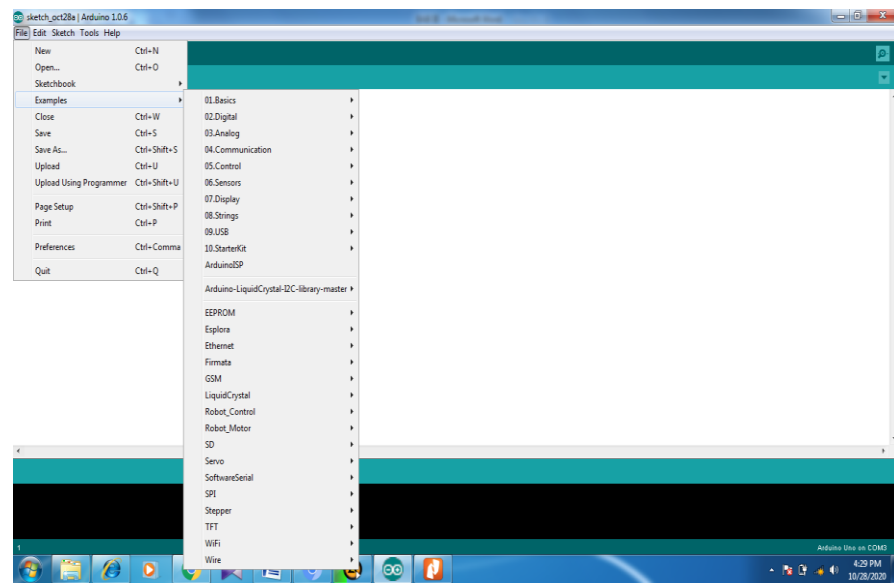 sketch_oct28a | Arduino 1.0.6
File Edit Sketch Tools Help
New Ctrl+N
Open... Ctrl+O
Sketchbook
Examples
Close Ctrl+W
Save Ctrl+S
Save As... Ctrl+Shift+S
Upload Ctrl+U
Upload Using Programmer Ctrl+Shift+U
Page Setup Ctrl+Shift+P
Print Ctrl+P
Preferences Ctrl+Comma
Quit Ctrl+Q
01.Basics
02.Digital
03.Analog
04.Communication
05.Control
06.Sensors
07.Display
08.Strings
09.USB
10.StarterKit
ArduinoISP
Arduino-LiquidCrystal-I2C-library-master
EEPROM
Esplora
Ethernet
Firmata
GSM
LiquidCrystal
Robot_Control
Robot_Motor
SD
Servo
SoftwareSerial
SPI
Stepper
TFT
WiFi
Wire
1
Arduino Uno on COM3
4:29 PM
10/28/2020